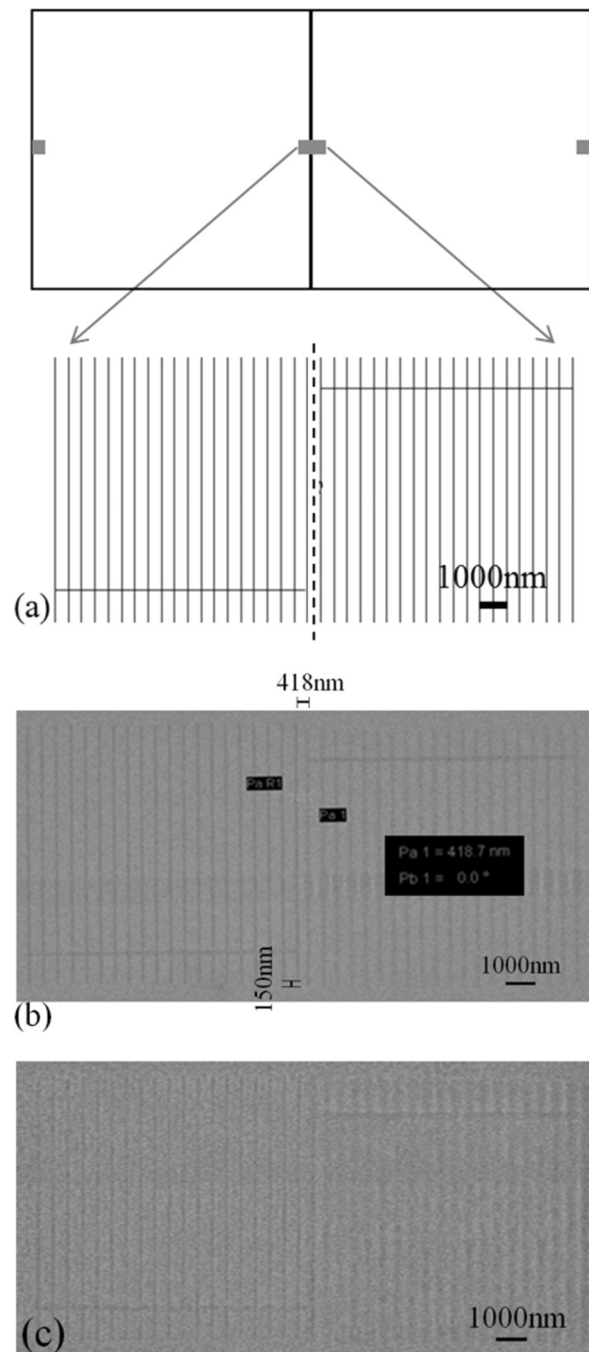 1000nm
(a)
418nm
Pa R1
Pa 1
Pa 1 = 418.7 nm
Pb 1 = 0.0 °
150nm
1000nm
(b)
1000nm
(c)